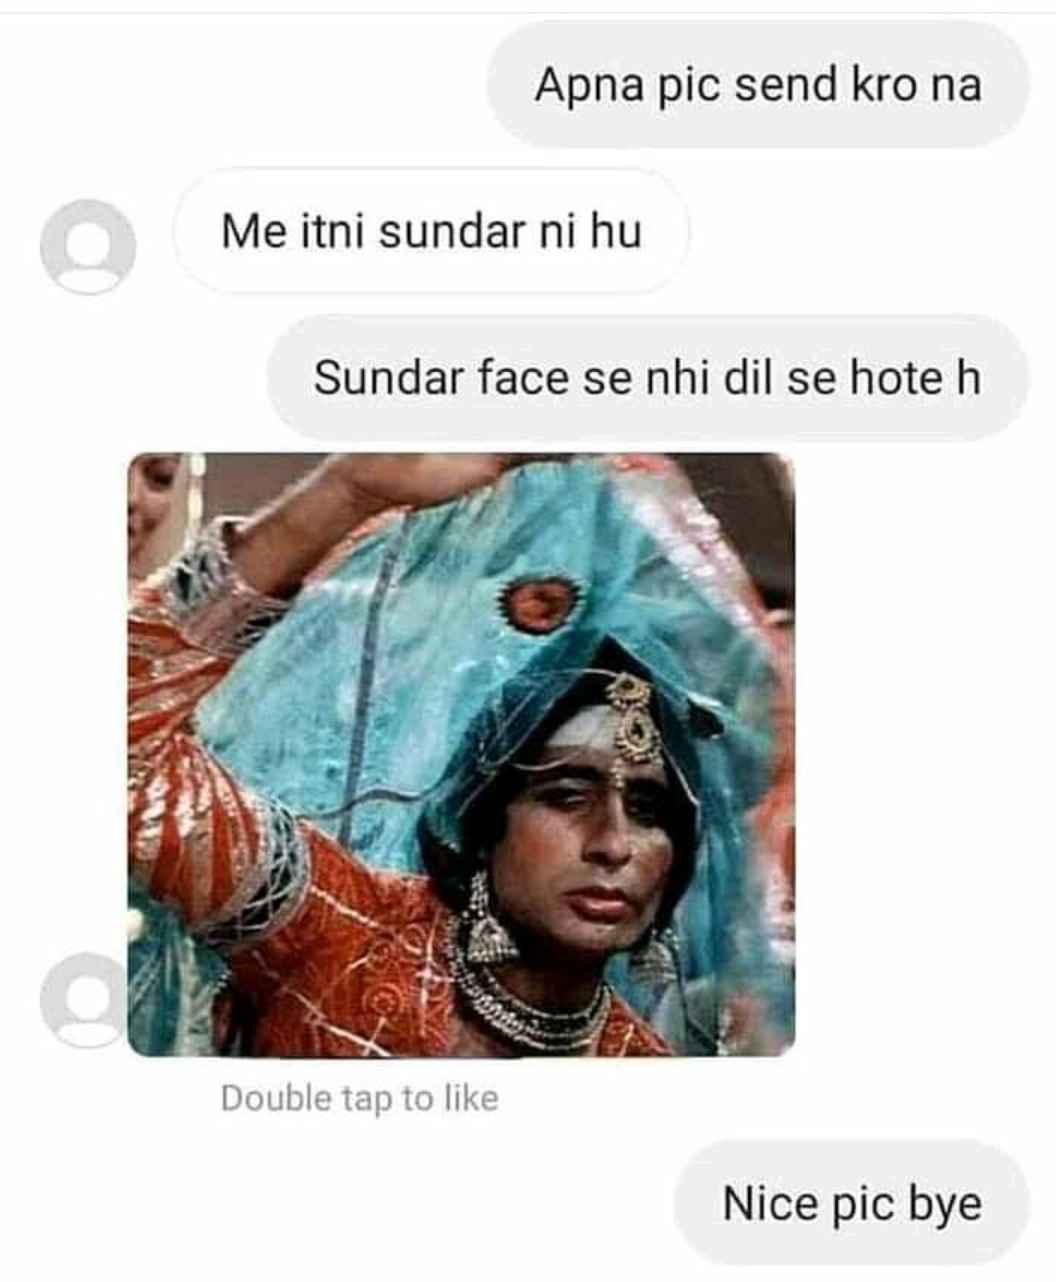 Apna pic send kro na
Me itni sundar ni hu
Sundar face se nhi dil se hote h
Double tap to like
Nice pic bye